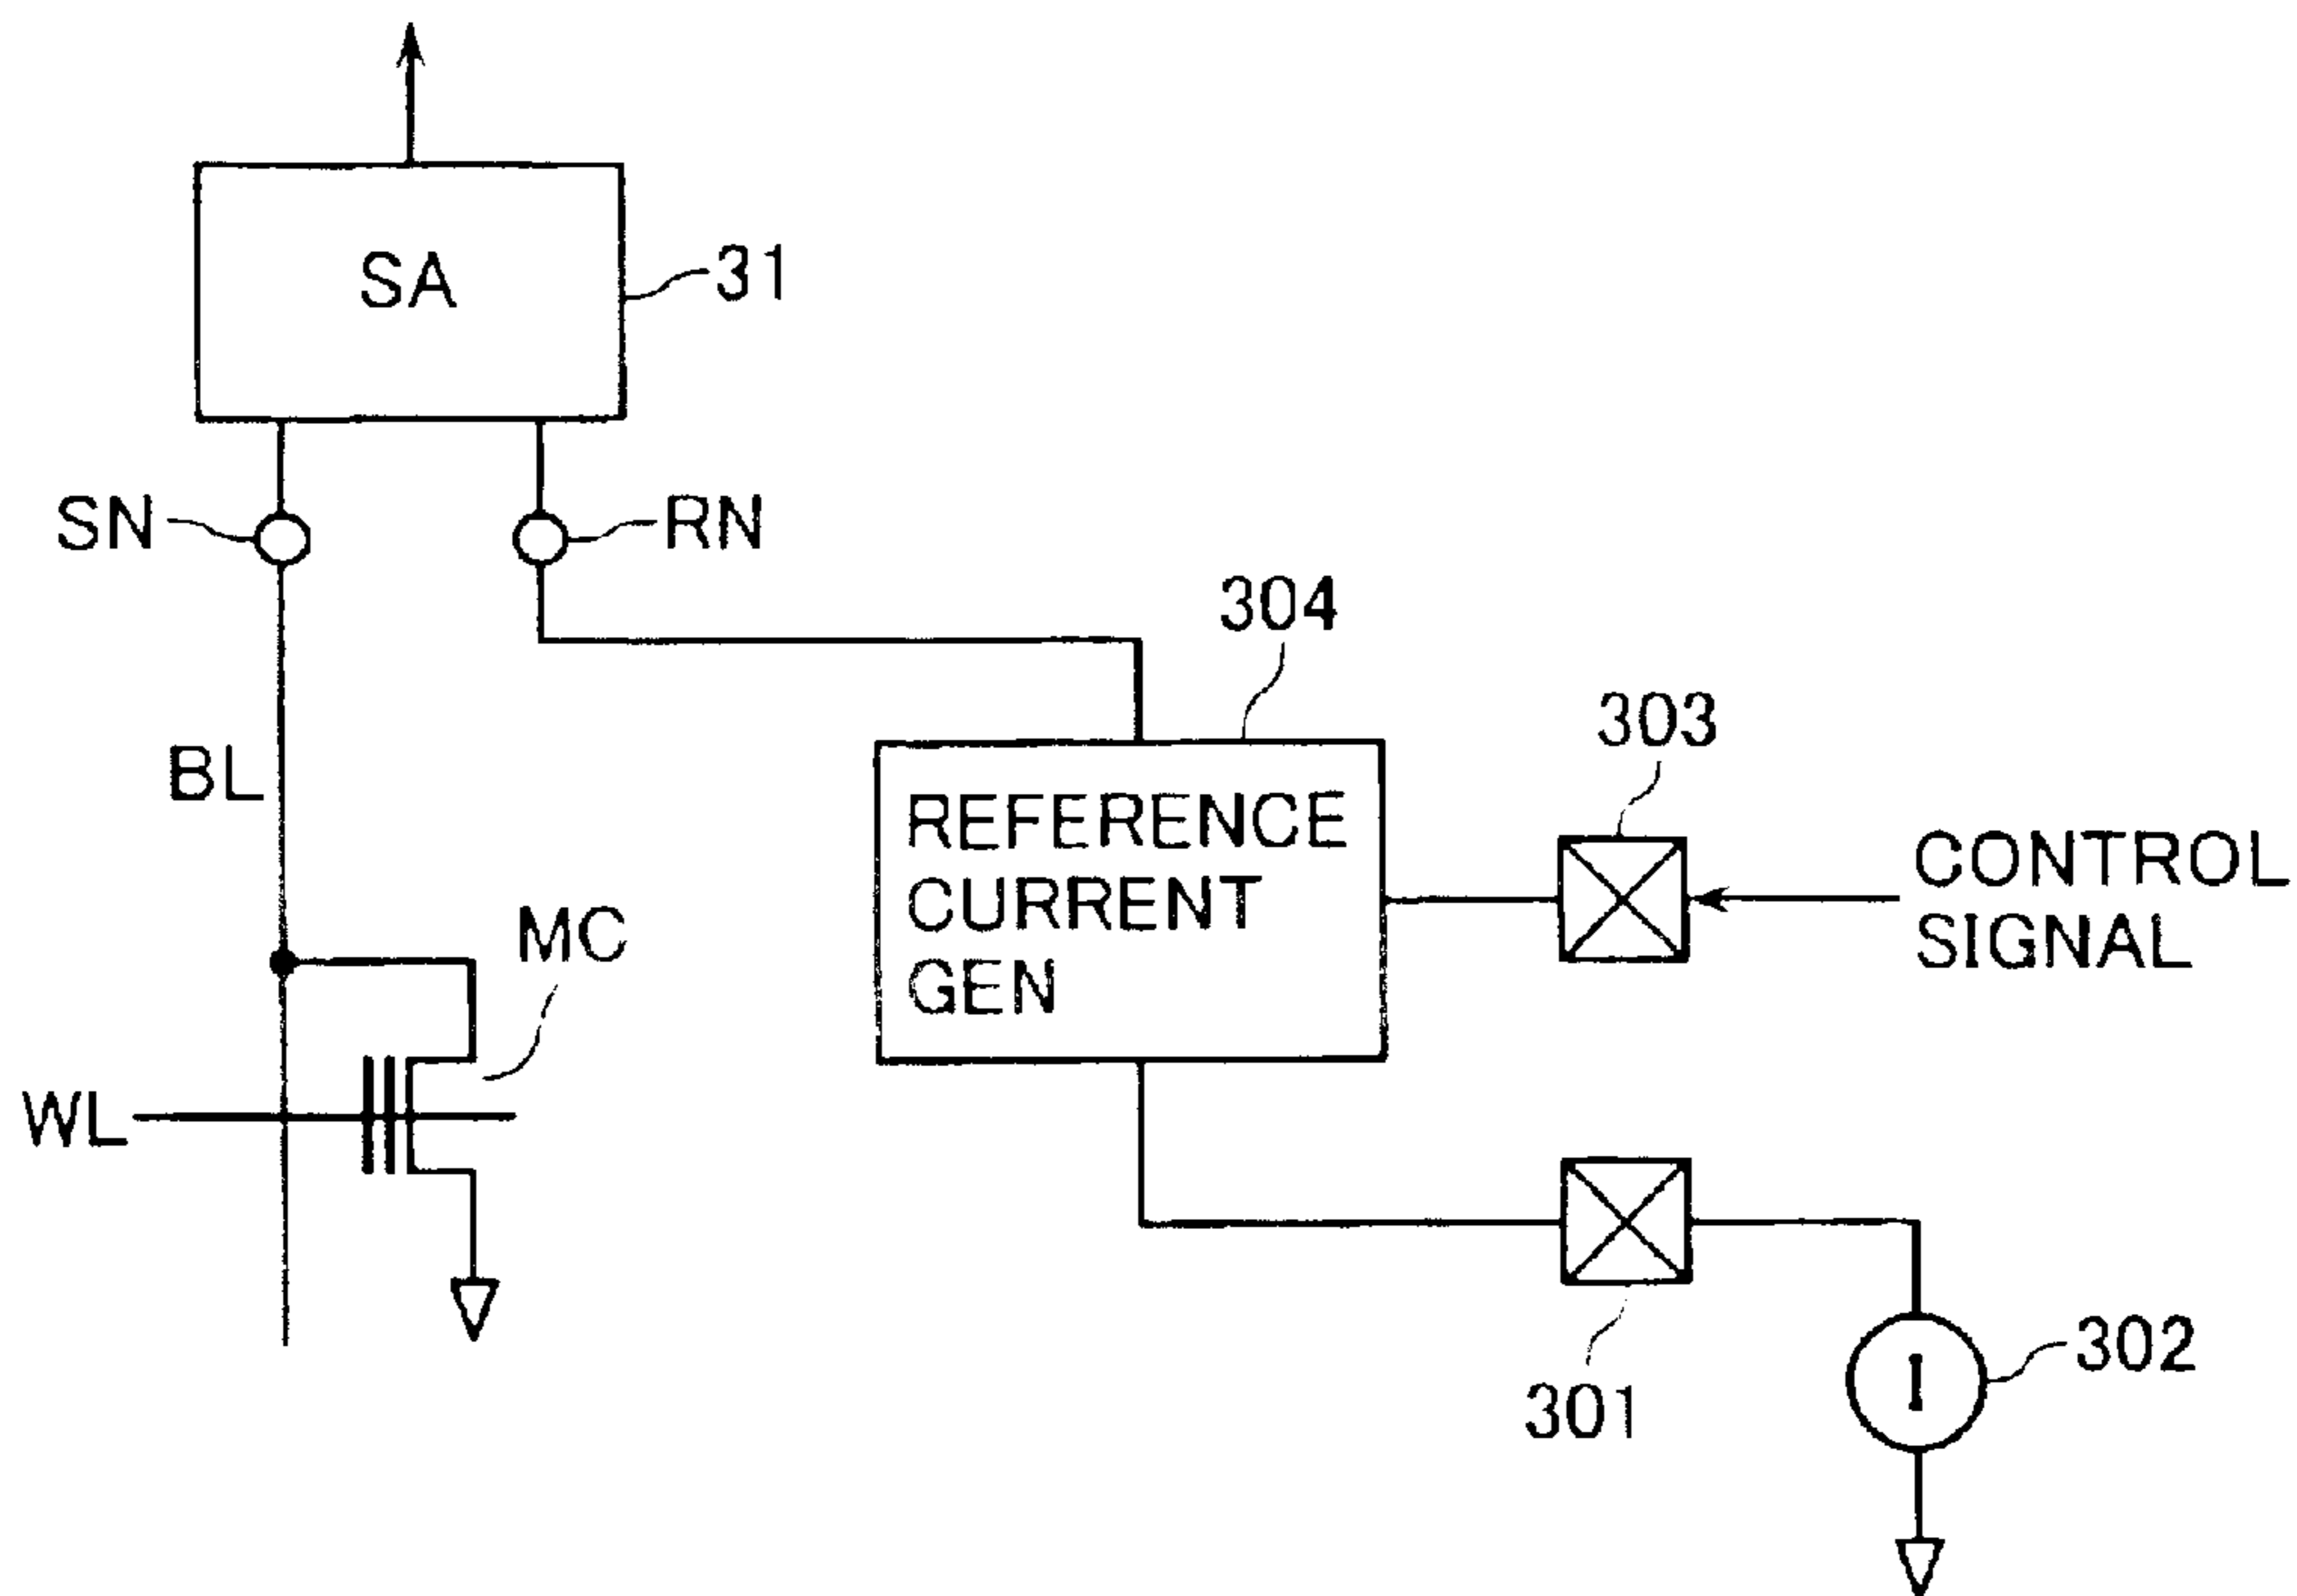 SA
31
SN
RN
304
303
BL
REFERENCE
CURRENT
GEN
CONTROL
SIGNAL
MC
WL
301
I
302